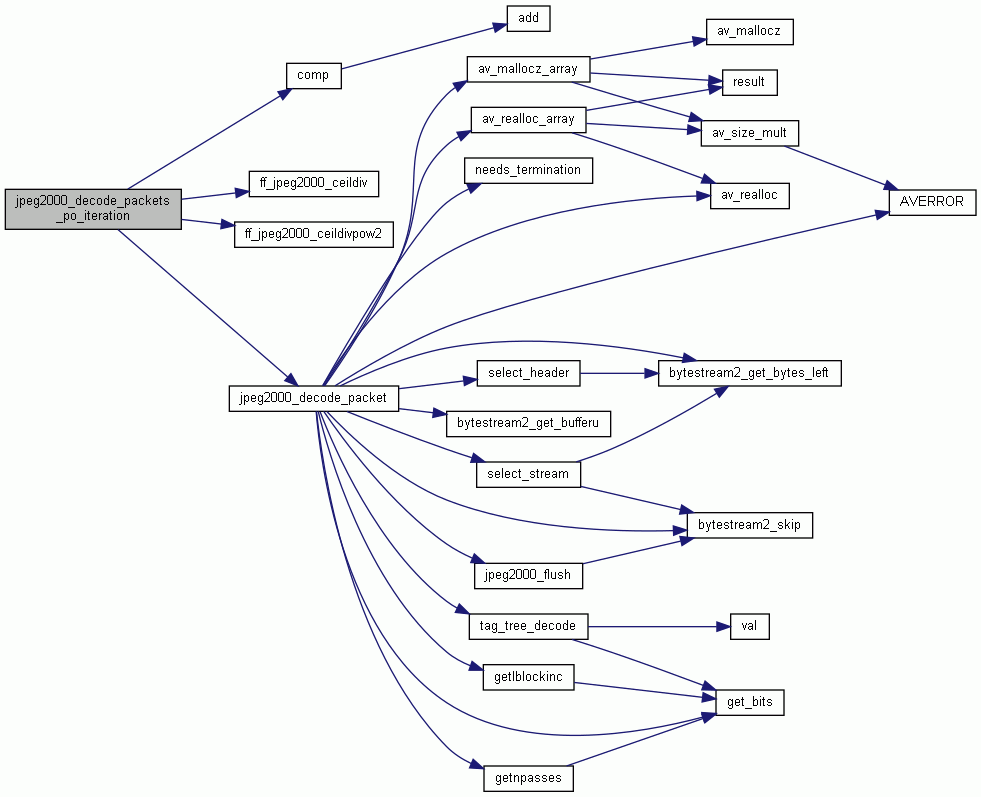 add
av_mallocz
comp
av_mallocz_array
result
av_realloc_array
av_size_mult
needs_termination
ff_jpeg2000_ceildiv
av_realloc
jpeg2000_decode_packets
_po_iteration
AVERROR
ff_jpeg2000_ceildivpow2
select_header
bytestream2_get_bytes_left
jpeg2000_decode_packet
bytestream2_get_bufferu
select_stream
bytestream2_skip
jpeg2000_flush
tag_tree_decode
val
getlblockinc
get_bits
getnpasses